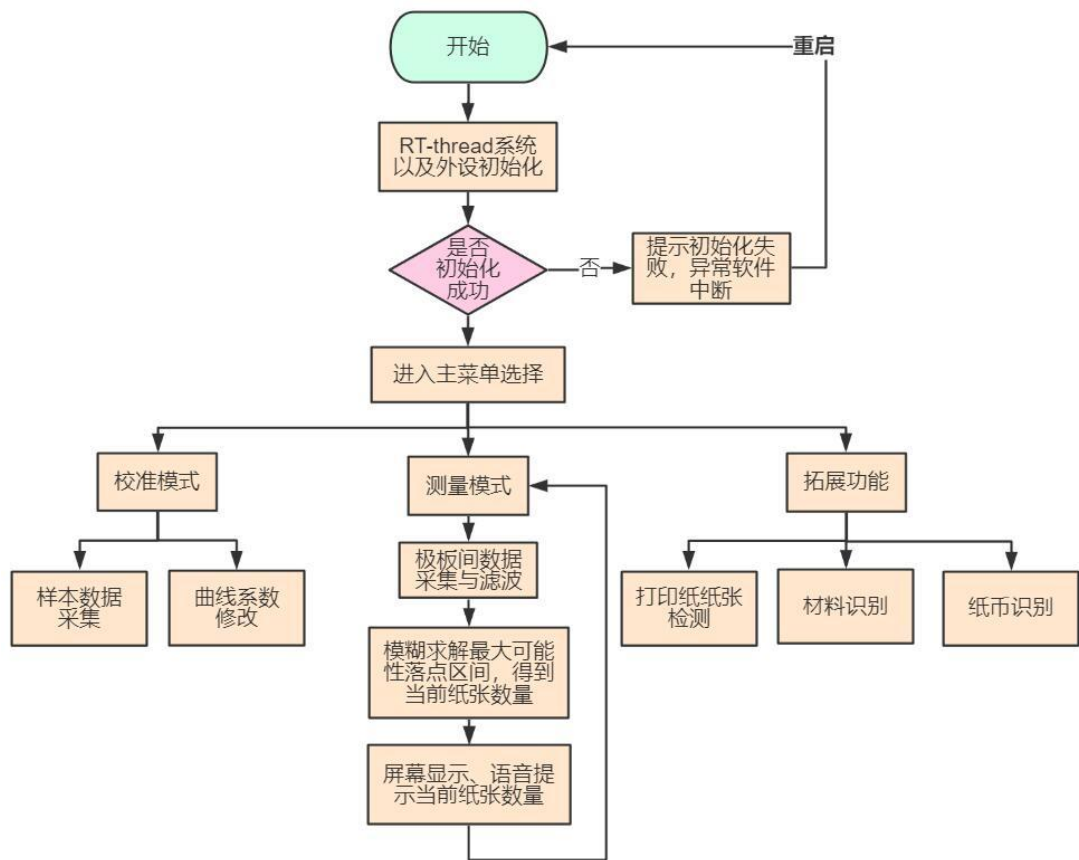 开始
重启
RT-thread系统
以及外设初始化
是否
初始化
成功
否
提示初始化失
败，异常软件
中断
进入主菜单选择
校准模式
测量模式
拓展功能
样本数据
采集
曲线系数
修改
极板间数据
采集与滤波
打印纸纸张
检测
材料识别
纸币识别
模糊求解最大可能
性落点区间，得到
当前纸张数量
屏幕显示、语音提
示当前纸张数量